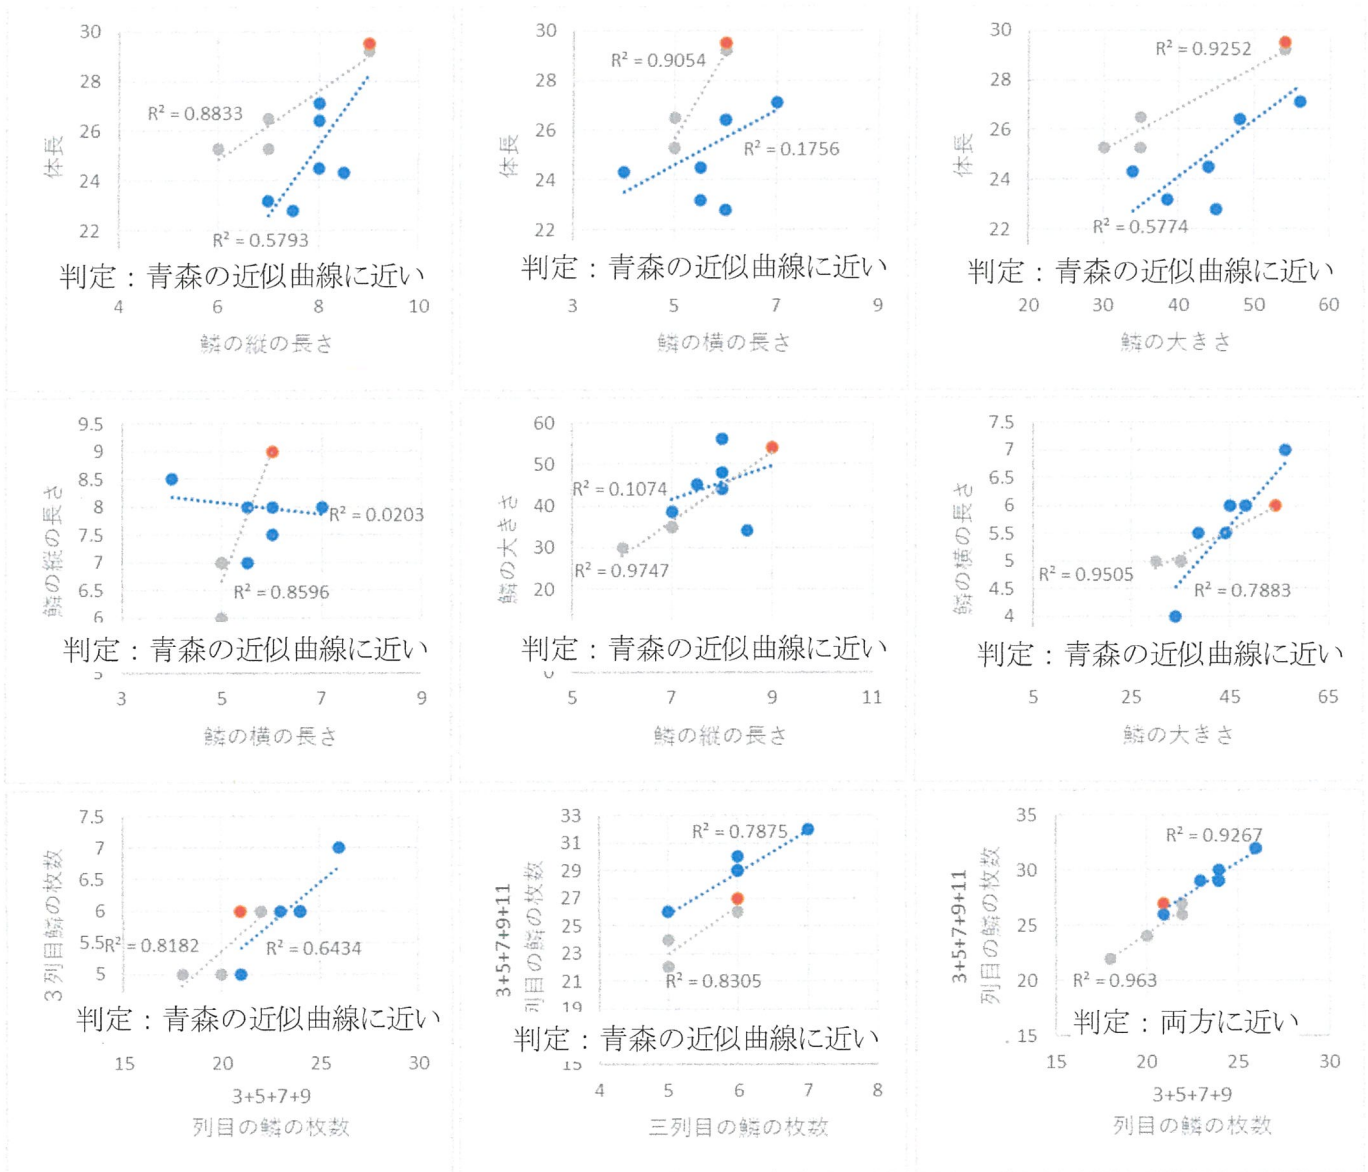 30
28
26
24
22
体長
R² = 0.8833
R² = 0.5793
判定：青森の近似曲線に近い
4 6 8 10
鱗の縦の長さ
30
28
26
24
22
体長
R² = 0.9054
R² = 0.1756
判定：青森の近似曲線に近い
3 5 7 9
鱗の横の長さ
30
28
26
24
22
体長
R² = 0.9252
R² = 0.5774
判定：青森の近似曲線に近い
20 30 40 50 60
鱗の大きさ
9.5
9
8.5
8
7.5
7
6.5
6
鱗の縦の長さ
R² = 0.0203
R² = 0.8596
判定：青森の近似曲線に近い
3 5 7 9
鱗の横の長さ
60
50
40
30
20
鱗の大きさ
R² = 0.1074
R² = 0.9747
判定：青森の近似曲線に近い
5 7 9 11
鱗の縦の長さ
7.5
7
6.5
6
5.5
5
4.5
4
鱗の横の長さ
R² = 0.9505
R² = 0.7883
判定：青森の近似曲線に近い
5 25 45 65
鱗の大きさ
7.5
7
6.5
6
5.5
5
3列目鱗の枚数
R² = 0.8182
R² = 0.6434
判定：青森の近似曲線に近い
15 20 25 30
3+5+7+9
列目の鱗の枚数
33
31
29
27
25
23
21
19
3+5+7+9+11
列目の鱗の枚数
R² = 0.7875
R² = 0.8305
判定：青森の近似曲線に近い
15
4 5 6 7 8
三列目の鱗の枚数
35
30
25
20
15
3+5+7+9+11
列目の鱗の枚数
R² = 0.9267
R² = 0.963
判定：両方に近い
15 20 25 30
3+5+7+9
列目の鱗の枚数